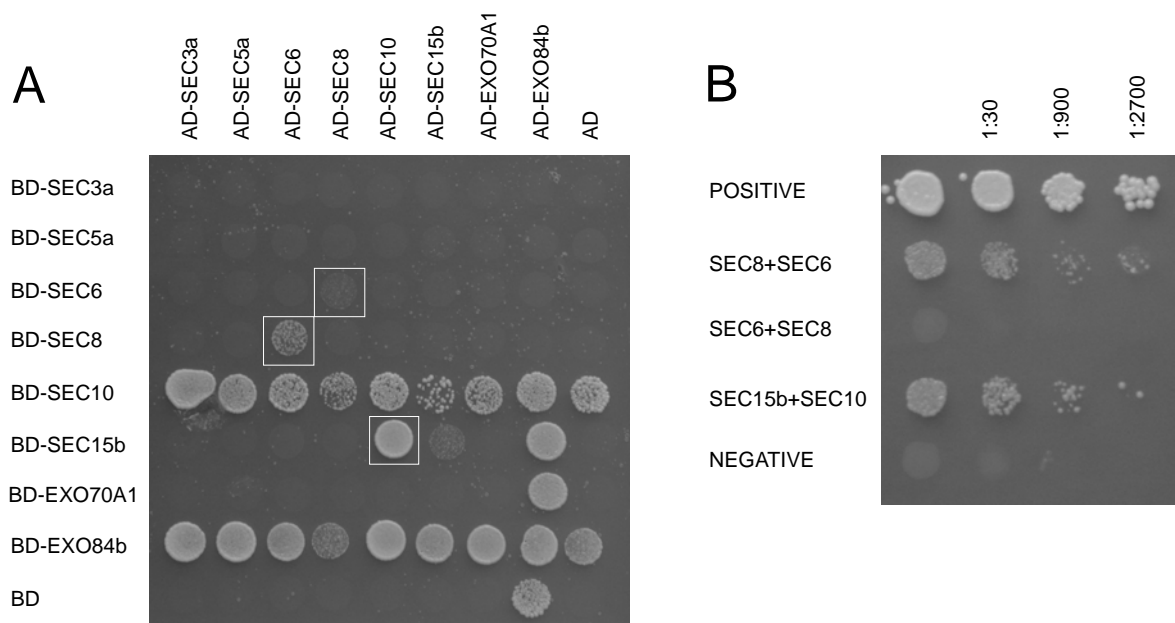 A
AD-SEC3a
AD-SEC5a
AD-SEC6
AD-SEC8
AD-SEC10
AD-SEC15b
AD-EXO70A1
AD-EXO84b
AD
BD-SEC3a
BD-SEC5a
BD-SEC6
BD-SEC8
BD-SEC10
BD-SEC15b
BD-EXO70A1
BD-EXO84b
BD
B
1:30
1:900
1:2700
POSITIVE
SEC8+SEC6
SEC6+SEC8
SEC15b+SEC10
NEGATIVE